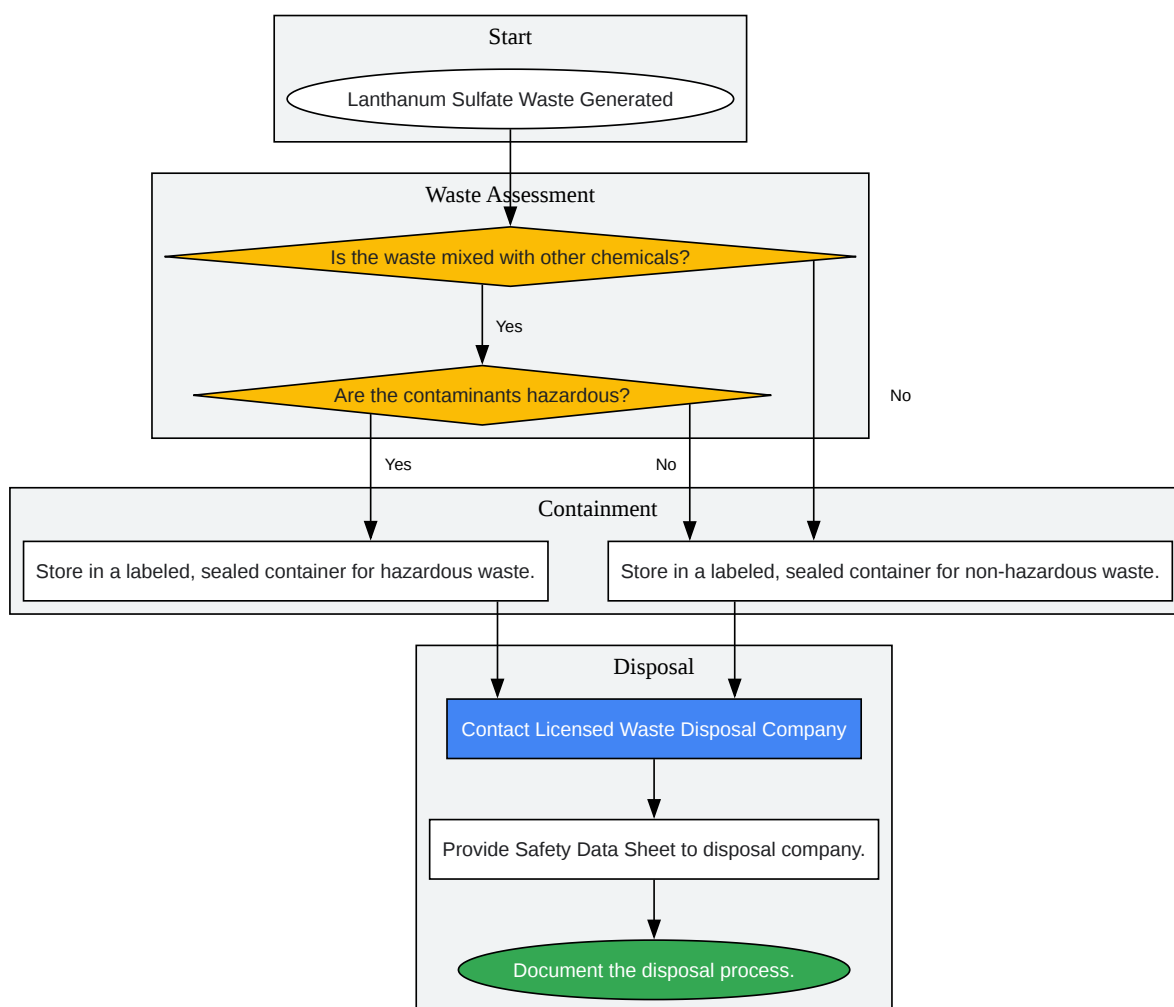 Start
Lanthanum Sulfate Waste Generated
Waste Assessment
Is the waste mixed with other chemicals?
Yes
Are the contaminants hazardous?
No
Yes
No
Containment
Store in a labeled, sealed container for hazardous waste.
Store in a labeled, sealed container for non-hazardous waste.
Disposal
Contact Licensed Waste Disposal Company
Provide Safety Data Sheet to disposal company.
Document the disposal process.